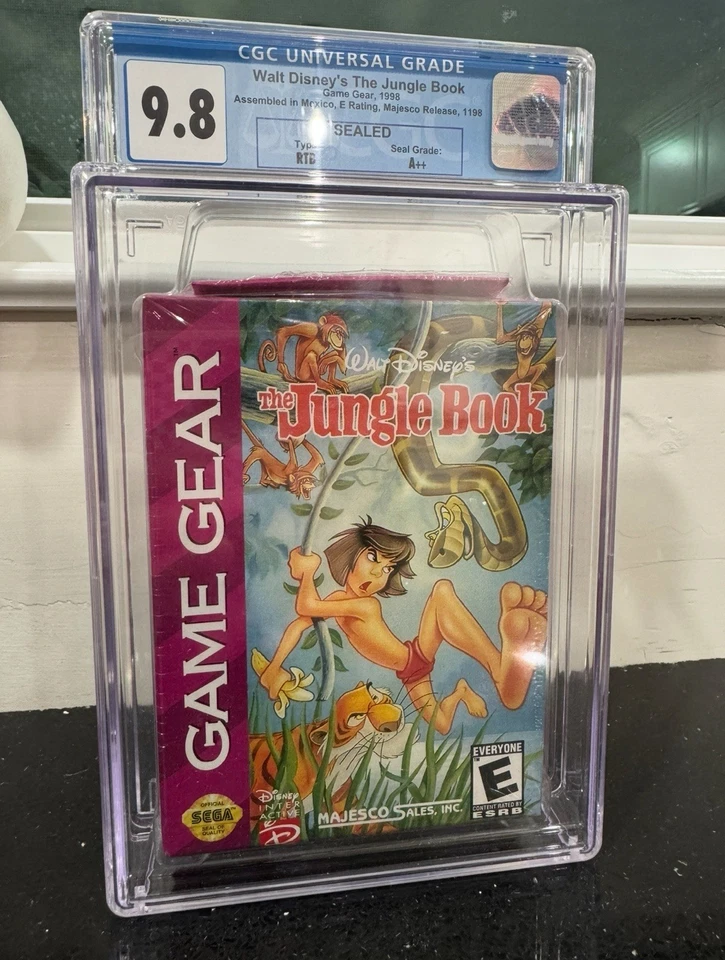 CGC UNIVERSAL GRADE
9.8
Walt Disney's The Jungle Book
Game Gear, 1998
Assembled in Mexico, E Rating, Majesco Release, 1198
SEALED
Seal Grade:
RTB
A++
GAME GEAR
WALT DISNEY'S
The Jungle Book
EVERYONE
E
CONTENT RATED BY
ESRB
OFFICIAL
SEGA
SEAL OF
QUALITY
DISNEY
INTER
ACTIVE
D
MAJESCO SALES, INC.